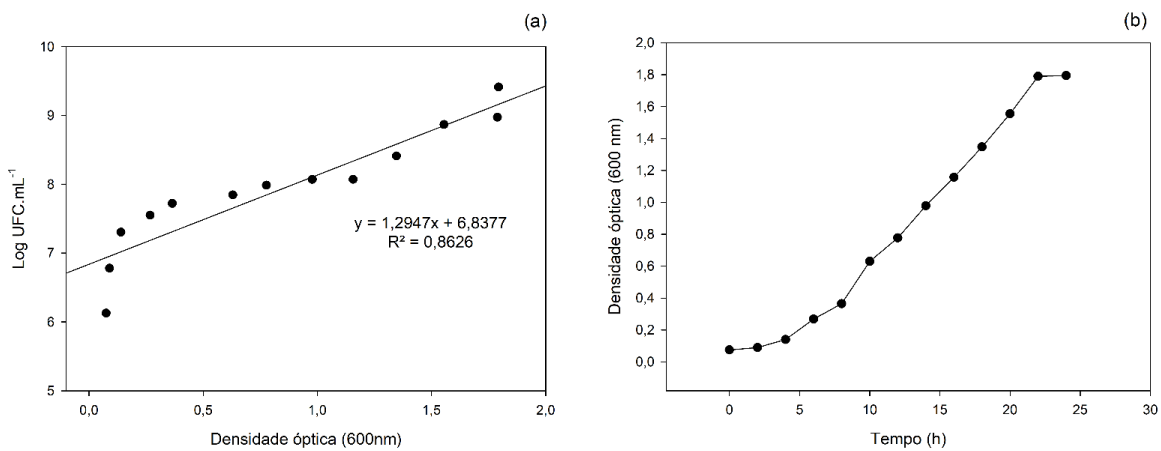 (a)
10
9
8
7
6
5
Log UFC.mL⁻¹
y = 1,2947x + 6,8377
R² = 0,8626
0,0 0,5 1,0 1,5 2,0
Densidade óptica (600nm)
(b)
2,0
1,8
1,6
1,4
1,2
1,0
0,8
0,6
0,4
0,2
0,0
Densidade óptica (600 nm)
0 5 10 15 20 25 30
Tempo (h)